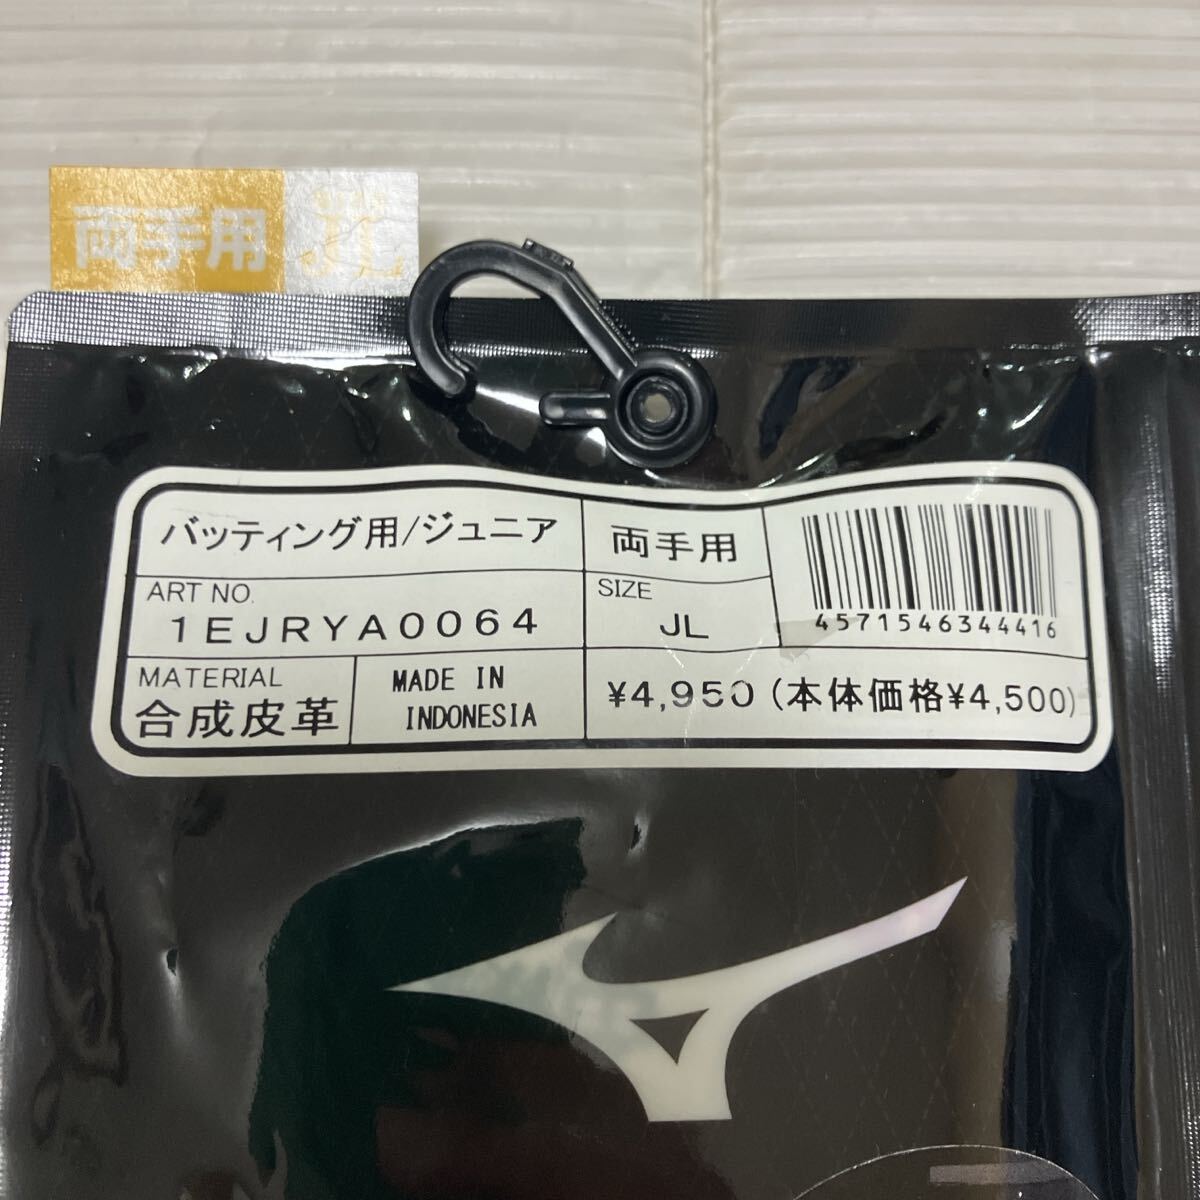 両手用 JL
バッティング用/ジュニア 両手用
ART NO. SIZE
1EJRYA0064 JL
4571546344416
MATERIAL MADE IN
合成皮革 INDONESIA
¥4,950 (本体価格¥4,500)